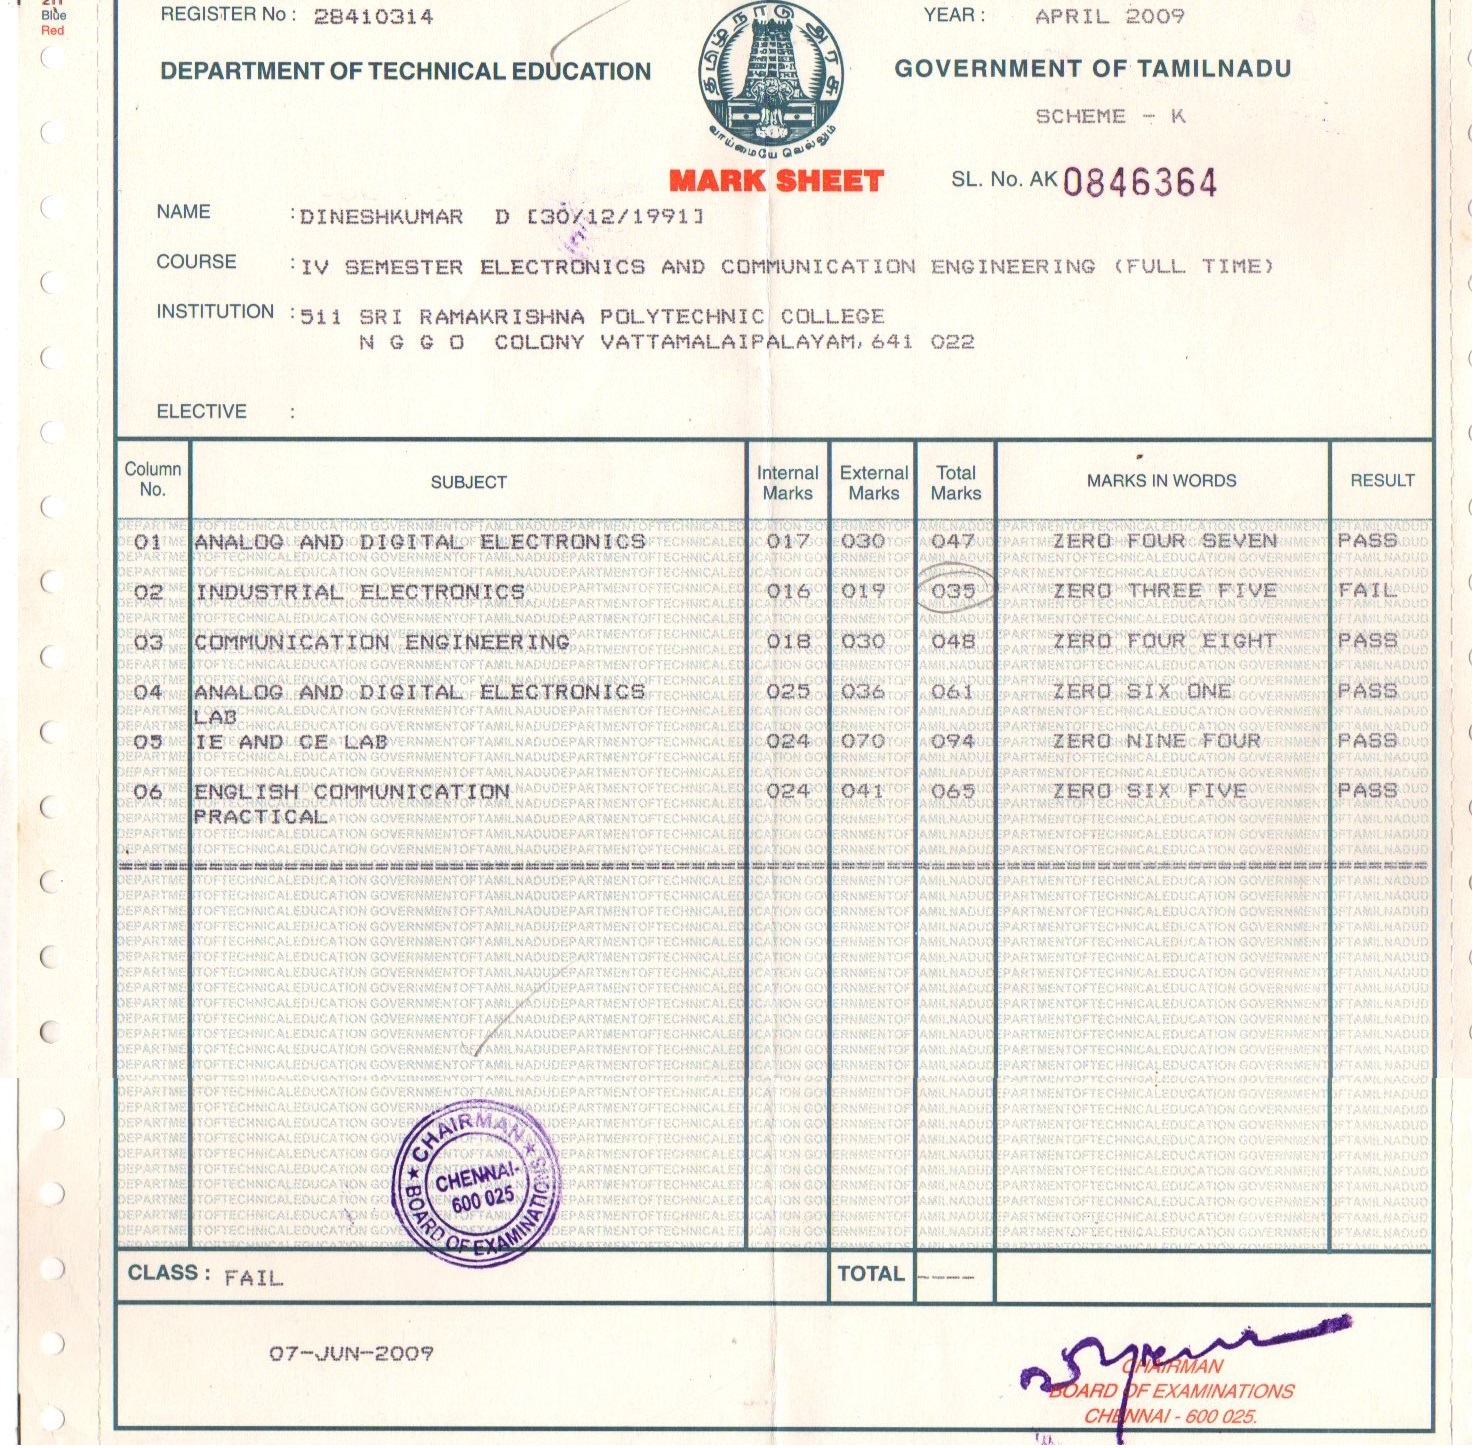 Blue
Red
REGISTER No : 28410314
YEAR : APRIL 2009
DEPARTMENT OF TECHNICAL EDUCATION
தமிழ்நாடு அரசு
வாய்மையே வெல்லும்
GOVERNMENT OF TAMILNADU
SCHEME - K
MARK SHEET
SL. No. AK 0846364
NAME : DINESHKUMAR D [30/12/1991]
COURSE : IV SEMESTER ELECTRONICS AND COMMUNICATION ENGINEERING (FULL TIME)
INSTITUTION : 511 SRI RAMAKRISHNA POLYTECHNIC COLLEGE
N G G O COLONY VATTAMALAIPALAYAM, 641 022
ELECTIVE :
Column No. SUBJECT Internal Marks External Marks Total Marks MARKS IN WORDS RESULT
01 ANALOG AND DIGITAL ELECTRONICS 017 030 047 ZERO FOUR SEVEN PASS
02 INDUSTRIAL ELECTRONICS 016 019 035 ZERO THREE FIVE FAIL
03 COMMUNICATION ENGINEERING 018 030 048 ZERO FOUR EIGHT PASS
04 ANALOG AND DIGITAL ELECTRONICS 025 036 061 ZERO SIX ONE PASS
LAB
05 IE AND CE LAB 024 070 094 ZERO NINE FOUR PASS
06 ENGLISH COMMUNICATION 024 041 065 ZERO SIX FIVE PASS
PRACTICAL
CHAIRMAN
CHENNAI-
600 025
BOARD OF EXAMINATIONS
CLASS : FAIL
TOTAL ----
07-JUN-2009
CHAIRMAN
BOARD OF EXAMINATIONS
CHENNAI - 600 025.